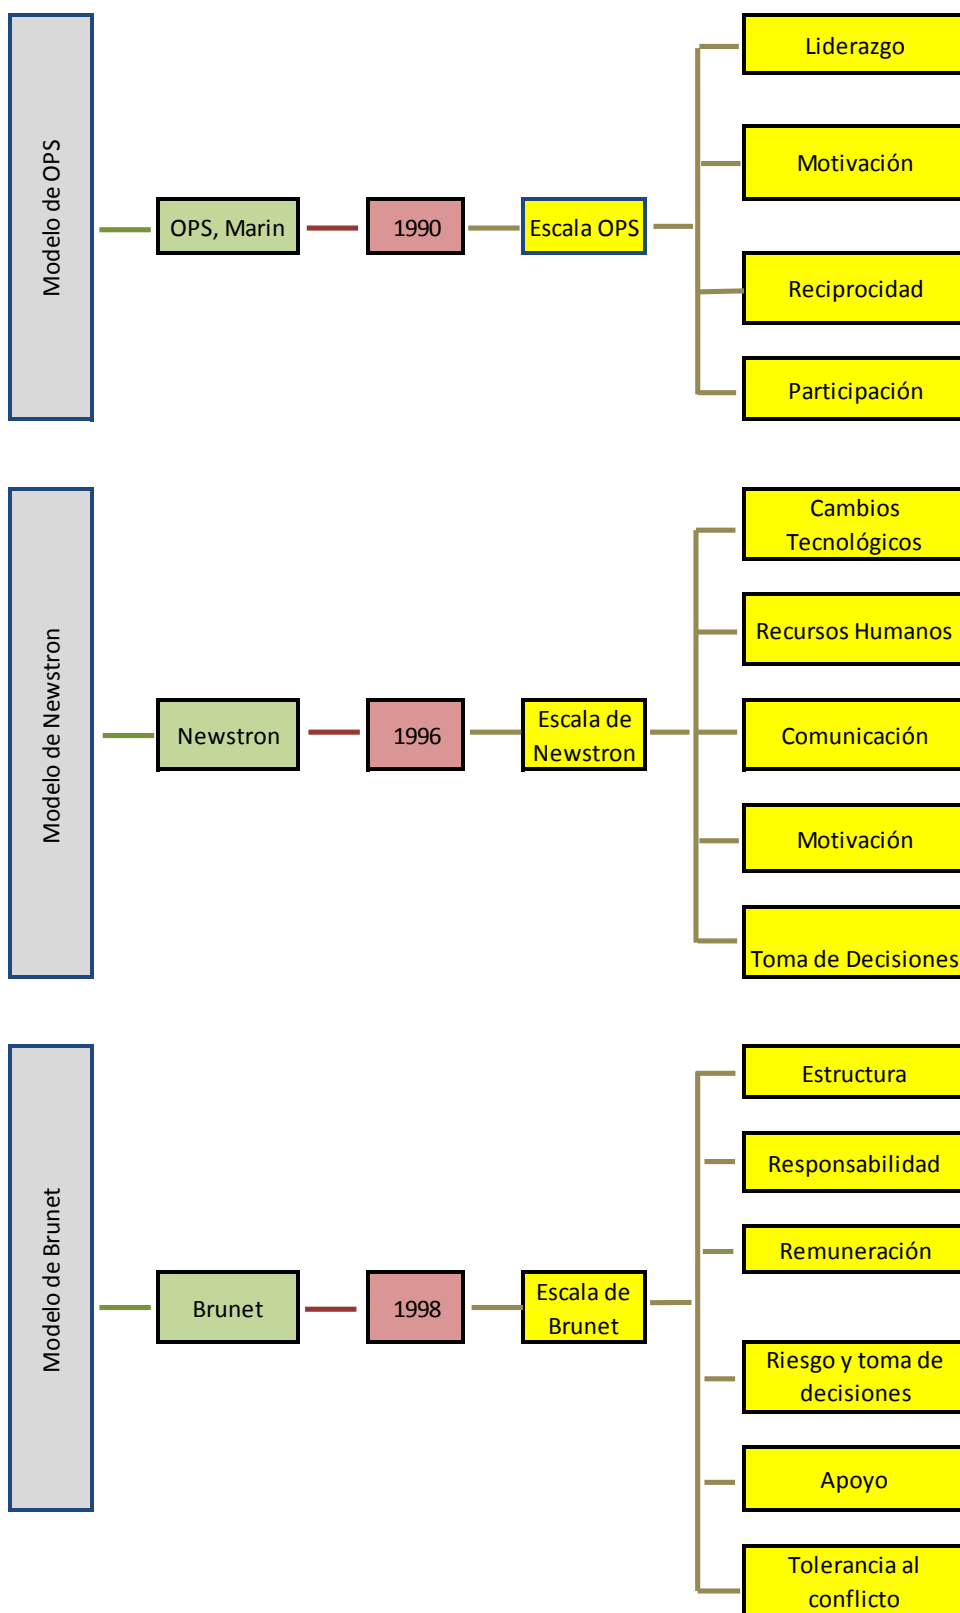 Modelo de OPS
OPS, Marin
1990
Escala OPS
Liderazgo
Motivación
Reciprocidad
Participación
Modelo de Newstron
Newstron
1996
Escala de
Newstron
Cambios
Tecnológicos
Recursos Humanos
Comunicación
Motivación
Toma de Decisiones
Modelo de Brunet
Brunet
1998
Escala de
Brunet
Estructura
Responsabilidad
Remuneración
Riesgo y toma de
decisiones
Apoyo
Tolerancia al
conflicto